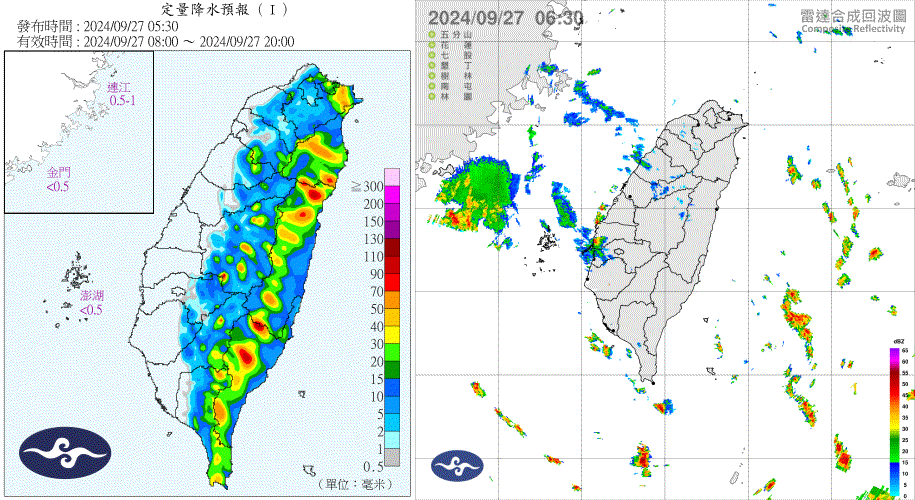 定量降水預報（Ⅰ）
發布時間 : 2024/09/27 05:30
有效時間 : 2024/09/27 08:00 ～ 2024/09/27 20:00
連江
0.5-1
金門
<0.5
澎湖
<0.5
≧
300
200
150
130
110
90
70
50
40
30
20
15
10
5
2
1
0.5
（單位：毫米）
2024/09/27 06:30
雷達合成回波圖
Composite Reflectivity
五分山
花蓮
七股
墾丁
樹林
南屯
林園
dBZ
65
60
55
50
45
40
35
30
25
20
15
10
5
0